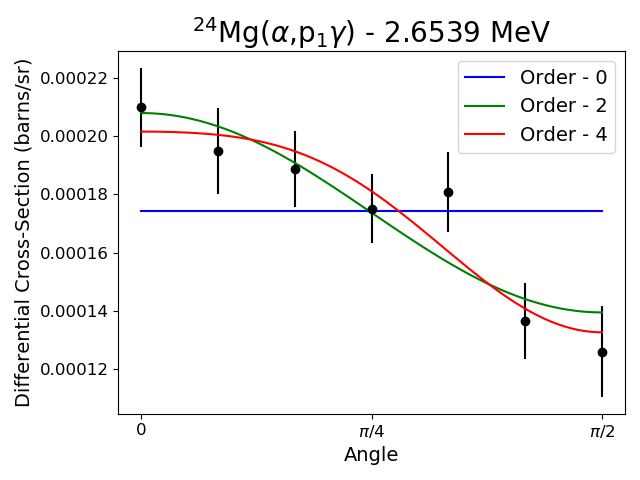 ²⁴Mg(α,p₁γ) - 2.6539 MeV
Order - 0
Order - 2
Order - 4
Differential Cross-Section (barns/sr)
0.00022
0.00020
0.00018
0.00016
0.00014
0.00012
0
π/4
π/2
Angle